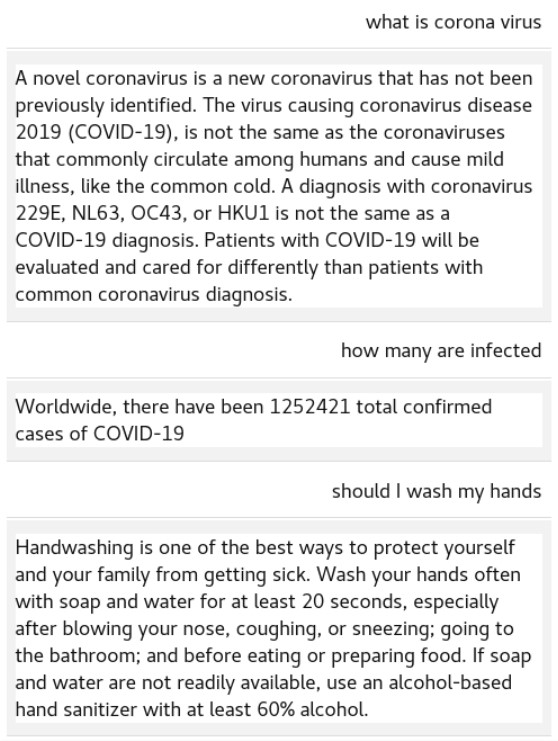 what is corona virus
A novel coronavirus is a new coronavirus that has not been
previously identified. The virus causing coronavirus disease
2019 (COVID-19), is not the same as the coronaviruses
that commonly circulate among humans and cause mild
illness, like the common cold. A diagnosis with coronavirus
229E, NL63, OC43, or HKU1 is not the same as a
COVID-19 diagnosis. Patients with COVID-19 will be
evaluated and cared for differently than patients with
common coronavirus diagnosis.
how many are infected
Worldwide, there have been 1252421 total confirmed
cases of COVID-19
should I wash my hands
Handwashing is one of the best ways to protect yourself
and your family from getting sick. Wash your hands often
with soap and water for at least 20 seconds, especially
after blowing your nose, coughing, or sneezing; going to
the bathroom; and before eating or preparing food. If soap
and water are not readily available, use an alcohol-based
hand sanitizer with at least 60% alcohol.